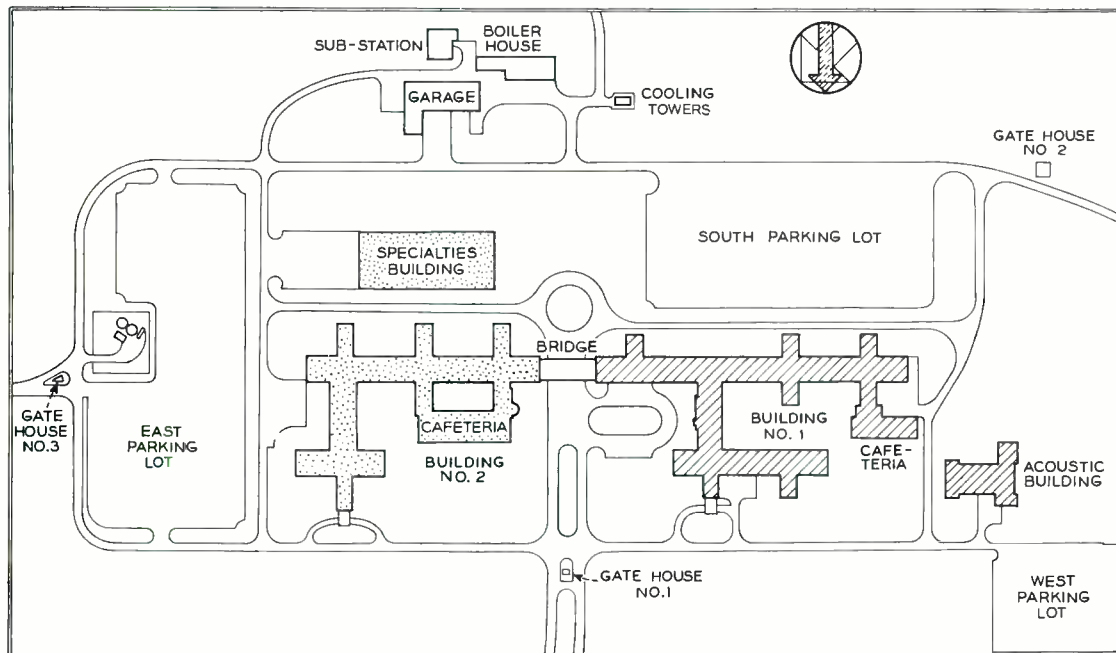 SUB-STATION
BOILER
HOUSE
GARAGE
COOLING
TOWERS
GATE HOUSE
NO 2
SPECIALTIES
BUILDING
SOUTH PARKING LOT
BRIDGE
GATE
HOUSE
NO.3
EAST
PARKING
LOT
CAFETERIA
BUILDING
NO. 2
BUILDING
NO. 1
CAFE-
TERIA
ACOUSTIC
BUILDING
GATE HOUSE
NO.1
WEST
PARKING
LOT